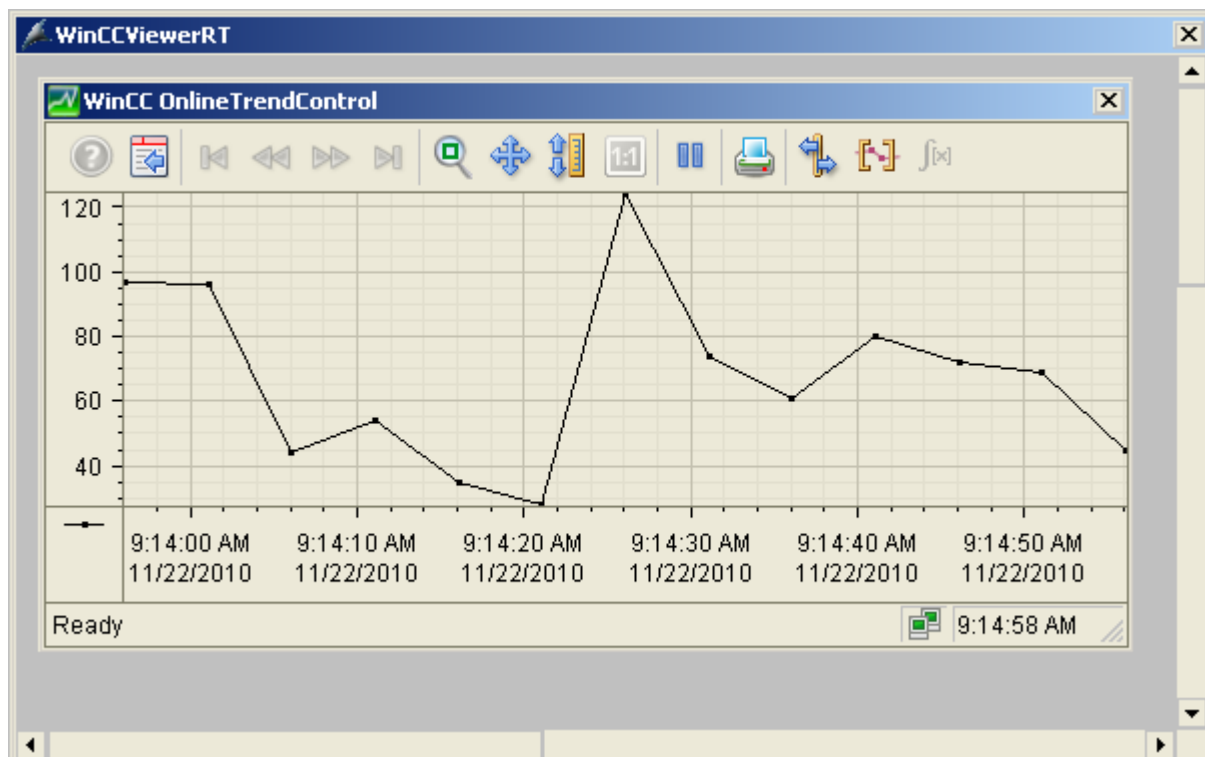 WinCCViewerRT
WinCC OnlineTrendControl
1:1
∫[x]
120
100
80
60
40
9:14:00 AM 9:14:10 AM 9:14:20 AM 9:14:30 AM 9:14:40 AM 9:14:50 AM
11/22/2010 11/22/2010 11/22/2010 11/22/2010 11/22/2010 11/22/2010
Ready 9:14:58 AM